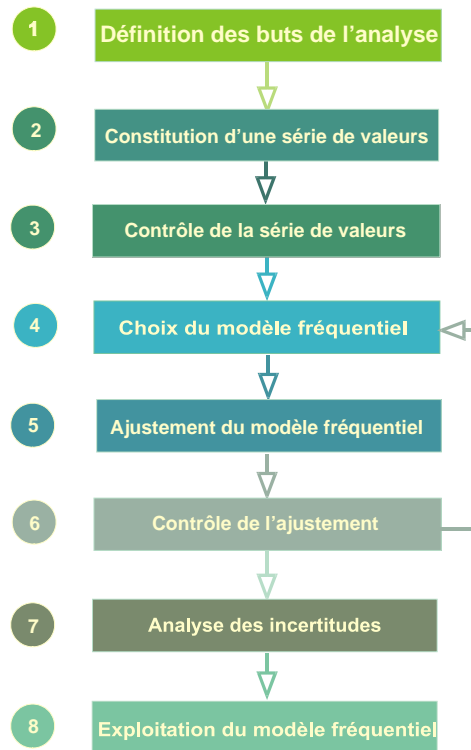 1
Définition des buts de l’analyse
2
Constitution d’une série de valeurs
3
Contrôle de la série de valeurs
4
Choix du modèle fréquentiel
5
Ajustement du modèle fréquentiel
6
Contrôle de l’ajustement
7
Analyse des incertitudes
8
Exploitation du modèle fréquentiel